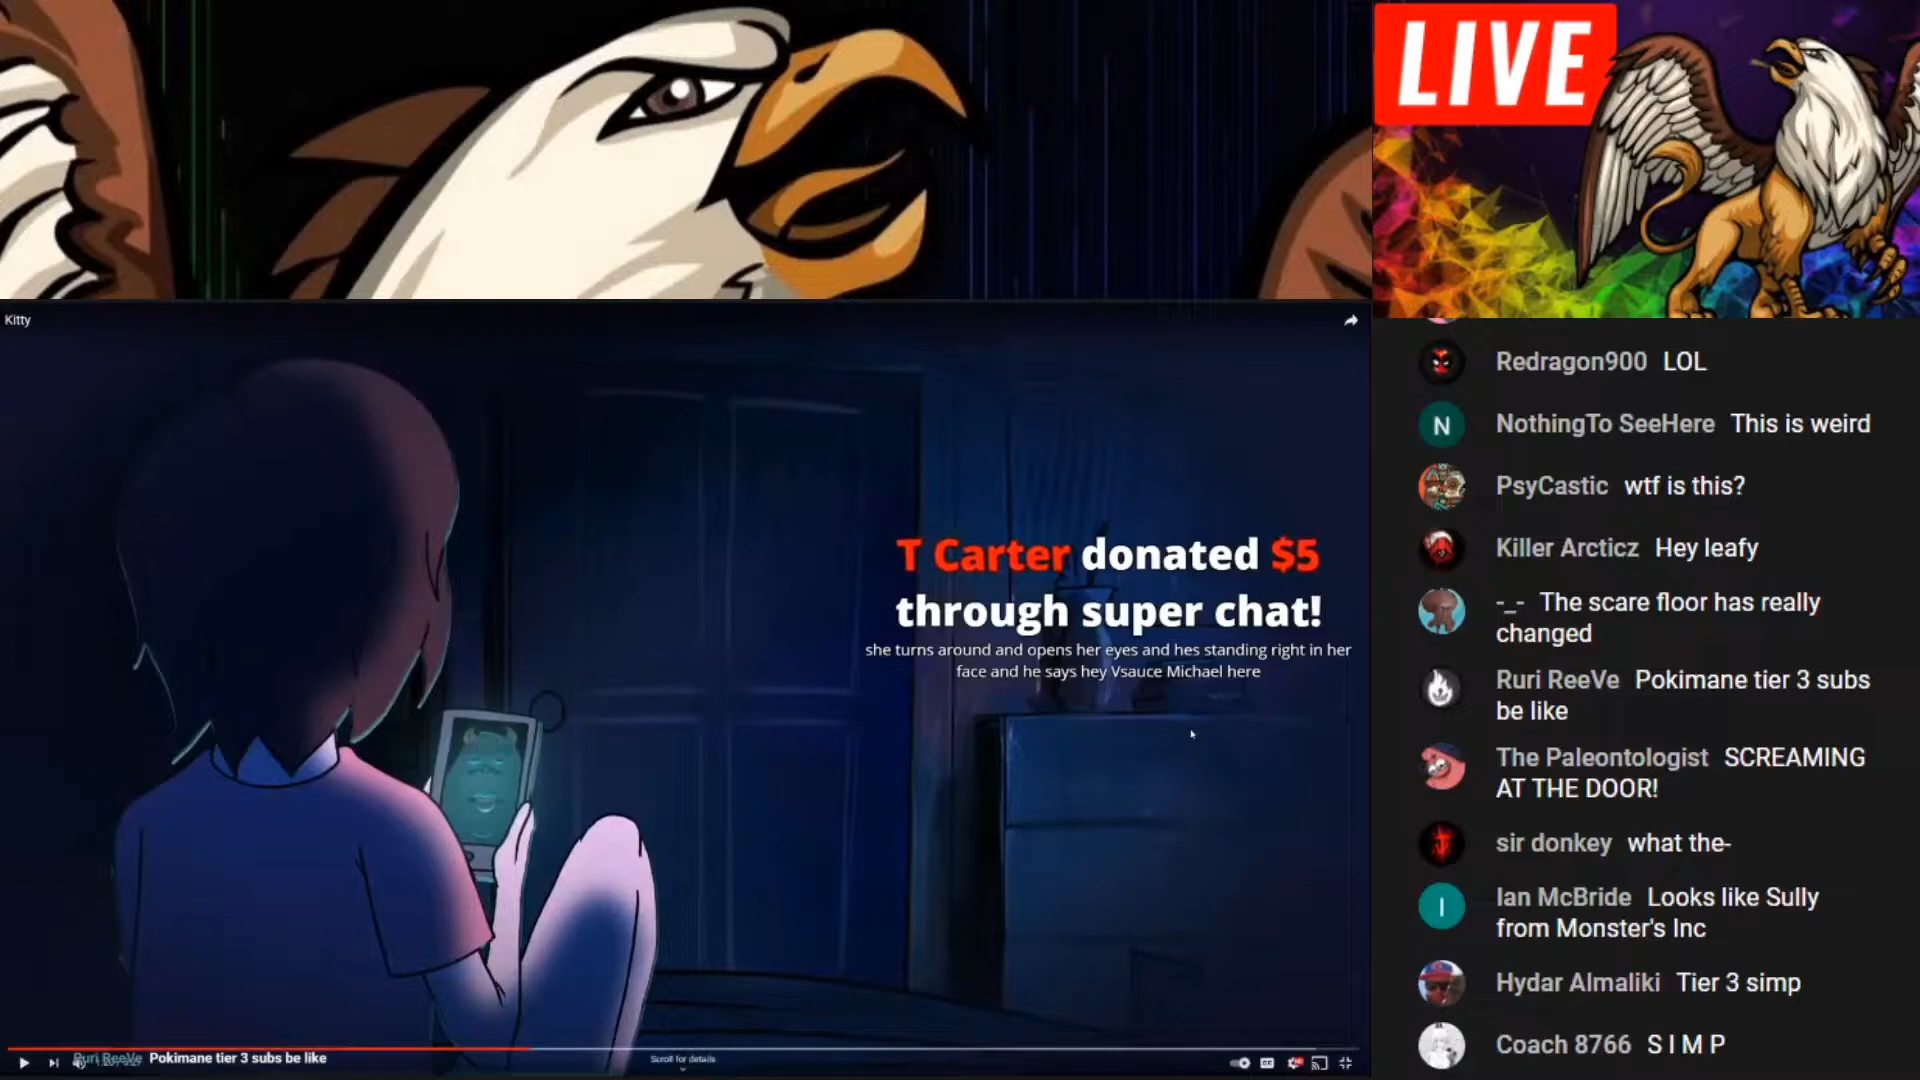 LIVE
Kitty
T Carter donated $5
through super chat!
she turns around and opens her eyes and hes standing right in her
face and he says hey Vsauce Michael here
Redragon900 LOL
N NothingTo SeeHere This is weird
PsyCastic wtf is this?
Killer Arcticz Hey leafy
-_- The scare floor has really
changed
Ruri ReeVe Pokimane tier 3 subs
be like
The Paleontologist SCREAMING
AT THE DOOR!
sir donkey what the-
I Ian McBride Looks like Sully
from Monster's Inc
Hydar Almaliki Tier 3 simp
Coach 8766 S I M P
Ruri ReeVe Pokimane tier 3 subs be like
Scroll for details